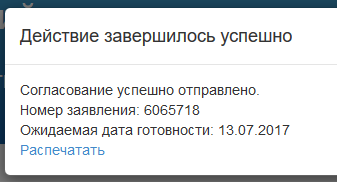 Действие завершилось успешно
Согласование успешно отправлено.
Номер заявления: 6065718
Ожидаемая дата готовности: 13.07.2017
Распечатать